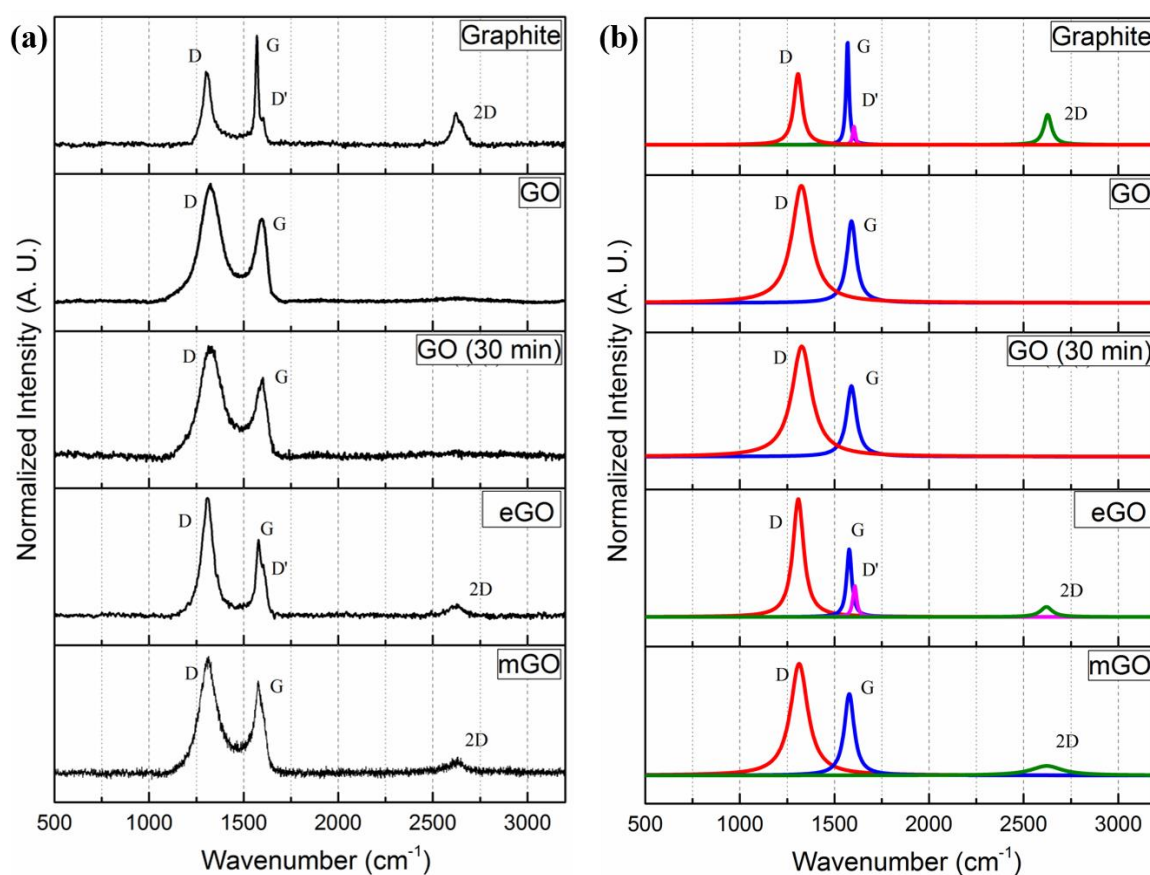 (a)
Graphite
D
G
D'
2D
GO
D
G
GO (30 min)
D
G
eGO
D
G
D'
2D
mGO
D
G
2D
500 1000 1500 2000 2500 3000
Wavenumber (cm⁻¹)
Normalized Intensity (A. U.)
(b)
Graphite
D
G
D'
2D
GO
D
G
GO (30 min)
D
G
eGO
D
G
D'
2D
mGO
D
G
2D
500 1000 1500 2000 2500 3000
Wavenumber (cm⁻¹)
Normalized Intensity (A. U.)